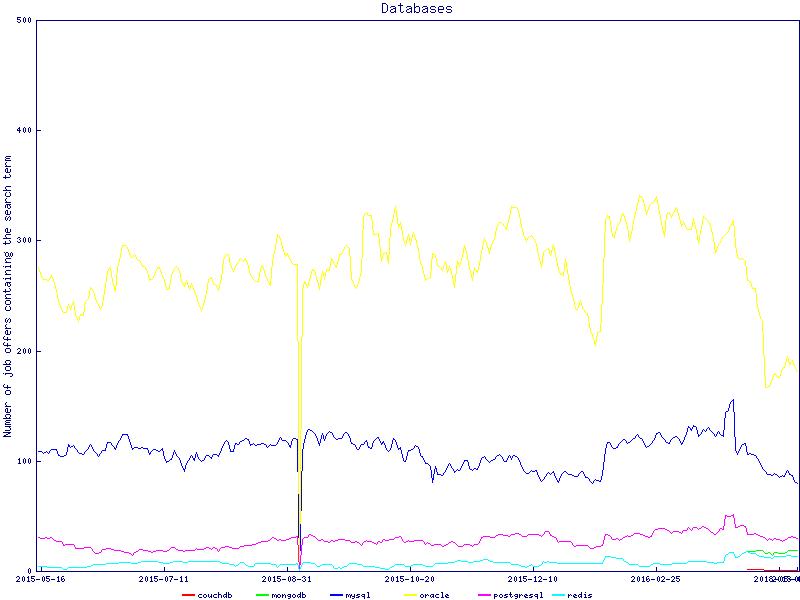 Databases
Number of job offers containing the search term
500
400
300
200
100
0
2015-05-16 2015-07-11 2015-08-31 2015-10-20 2015-12-10 2016-02-25
couchdb mongodb mysql oracle postgresql redis